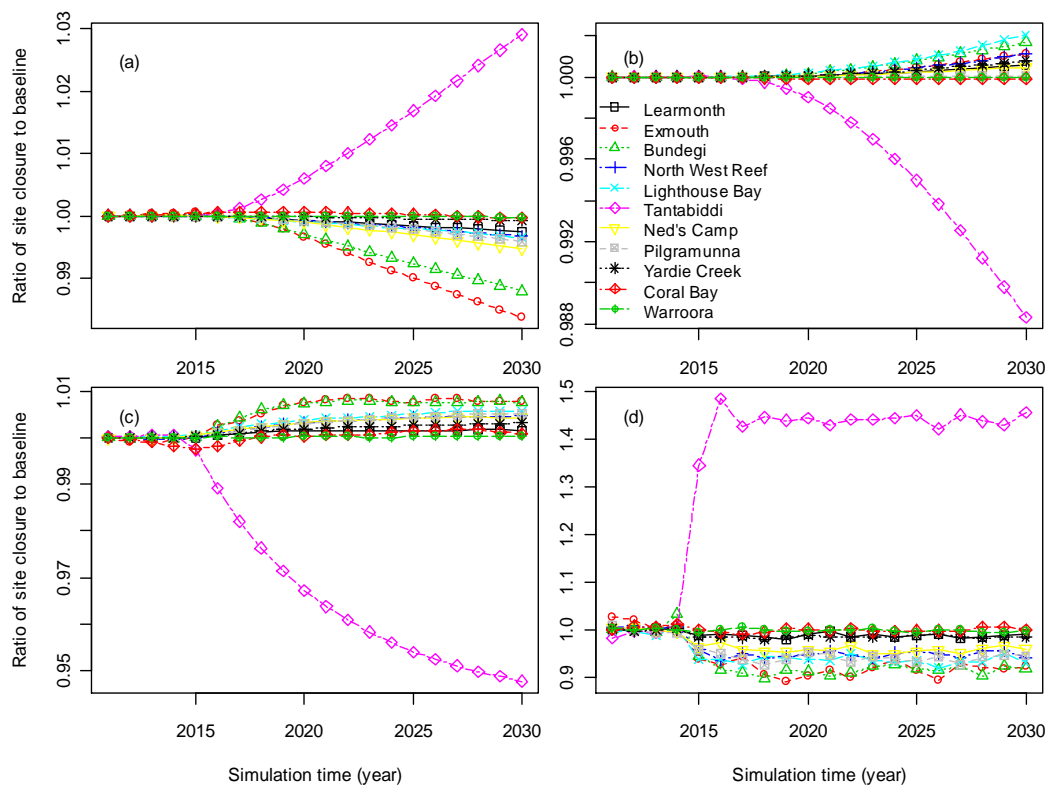 Ratio of site closure to baseline
0.99 1.00 1.01 1.02 1.03
(a)
2015 2020 2025 2030
0.988 0.992 0.996 1.000
(b)
Learmonth
Exmouth
Bundegi
North West Reef
Lighthouse Bay
Tantabiddi
Ned's Camp
Pilgramunna
Yardie Creek
Coral Bay
Warroora
2015 2020 2025 2030
Ratio of site closure to baseline
0.95 0.97 0.99 1.01
(c)
2015 2020 2025 2030
Simulation time (year)
0.9 1.0 1.1 1.2 1.3 1.4 1.5
(d)
2015 2020 2025 2030
Simulation time (year)